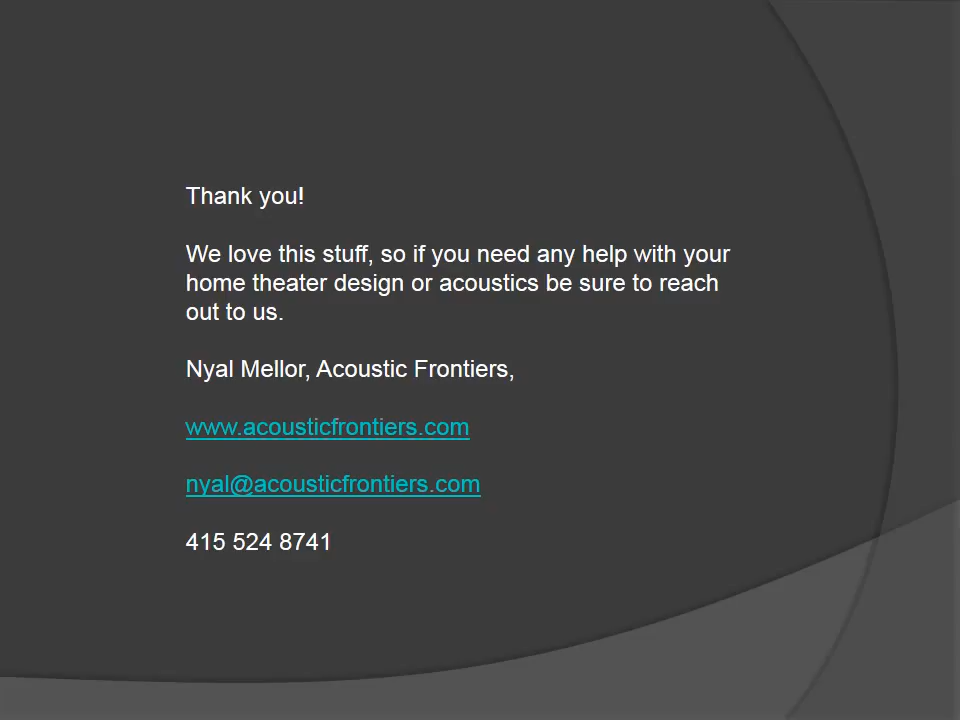 Thank you!
We love this stuff, so if you need any help with your
home theater design or acoustics be sure to reach
out to us.
Nyal Mellor, Acoustic Frontiers,
www.acousticfrontiers.com
nyal@acousticfrontiers.com
415 524 8741